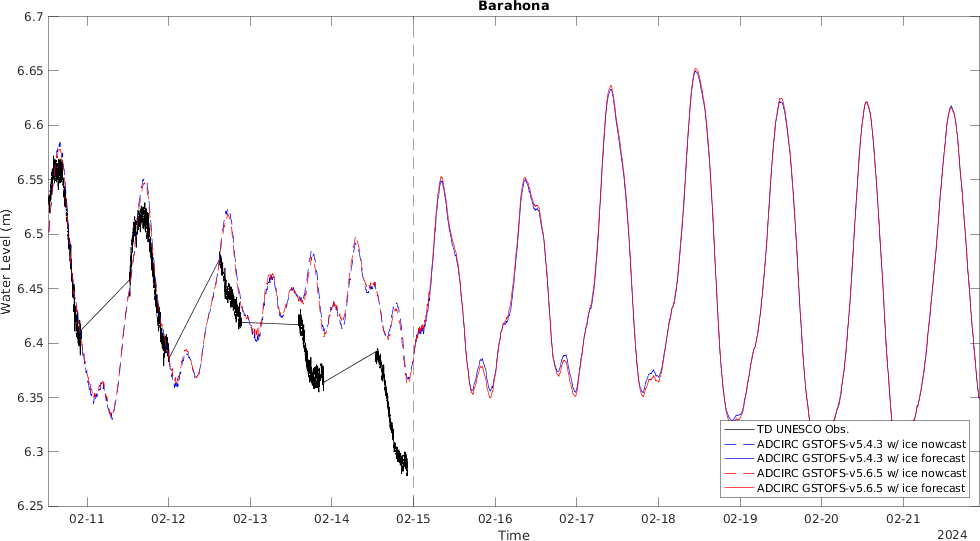 Barahona
6.7
6.65
6.6
6.55
6.5
6.45
6.4
6.35
6.3
6.25
Water Level (m)
TD UNESCO Obs.
ADCIRC GSTOFS-v5.4.3 w/ ice nowcast
ADCIRC GSTOFS-v5.4.3 w/ ice forecast
ADCIRC GSTOFS-v5.6.5 w/ ice nowcast
ADCIRC GSTOFS-v5.6.5 w/ ice forecast
02-11 02-12 02-13 02-14 02-15 02-16 02-17 02-18 02-19 02-20 02-21
Time
2024